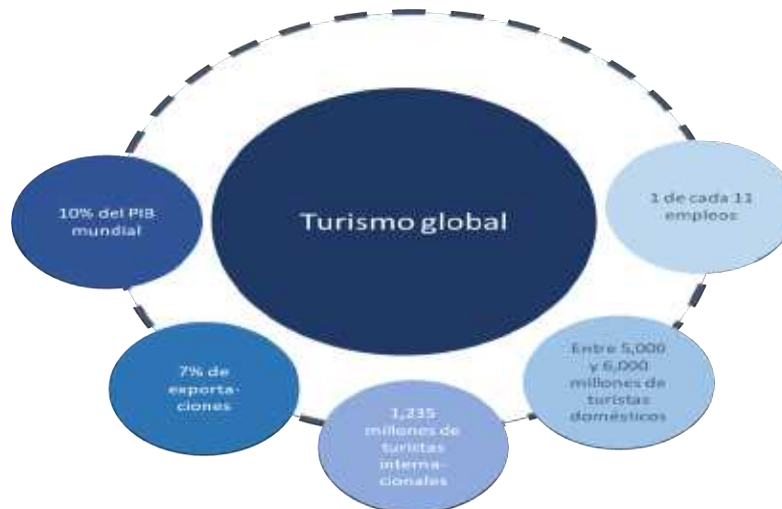 Turismo global
10% del PIB
mundial
7% de
exporta-
ciones
1,235
millones de
turistas
interna-
cionales
Entre 5,000
y 6,000
millones de
turistas
domésticos
1 de cada 11
empleos